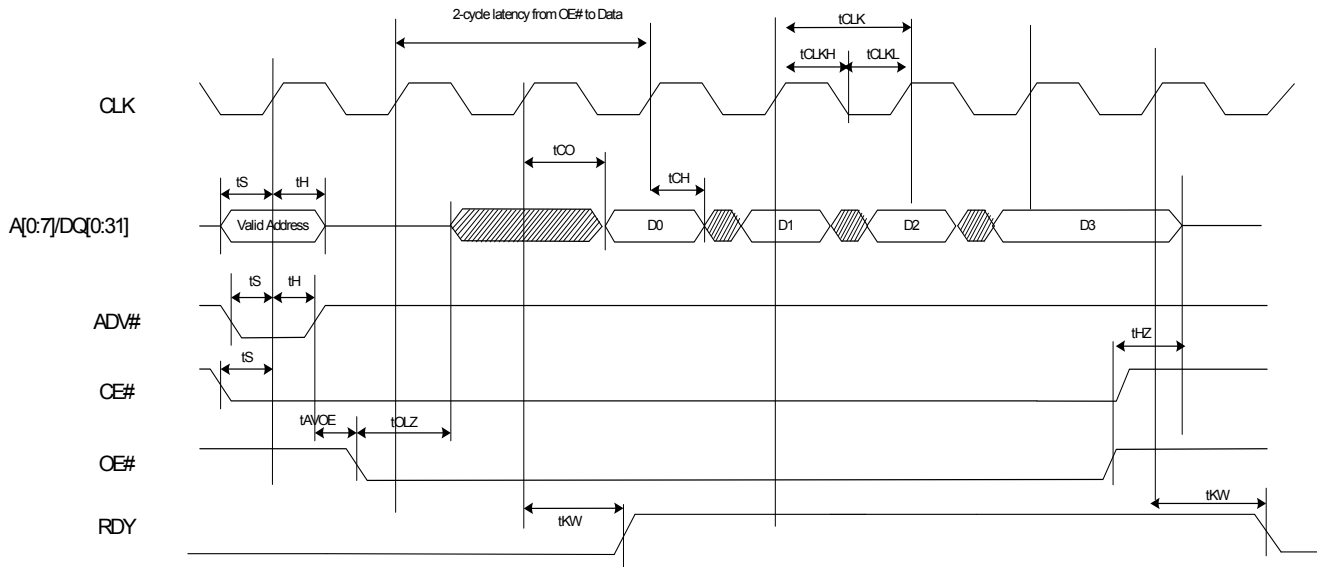 2-cycle latency from OE# to Data
tCLK
tCLKH
tCLKL
CLK
tCO
tS
tH
tCH
A[0:7]/DQ[0:31]
Valid Address
D0
D1
D2
D3
tS
tH
ADV#
tHZ
tS
CE#
tAVOE
tOLZ
OE#
tKW
tKW
RDY